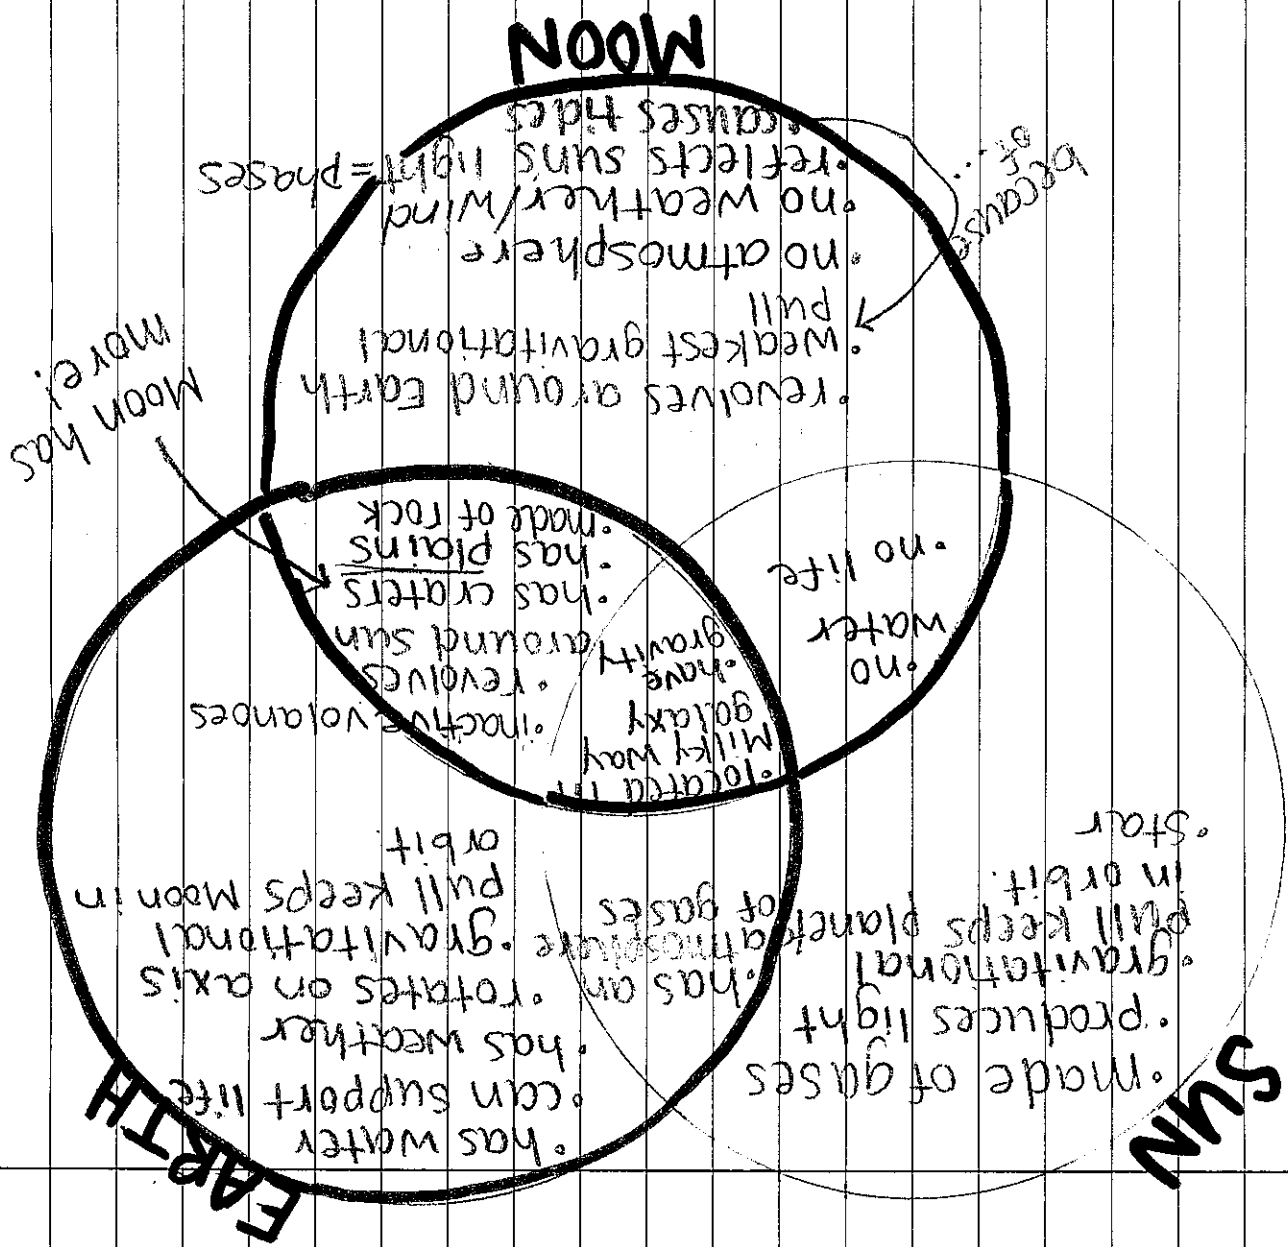 SUN
•made of gases
•produces light
•gravitational
pull keeps planets
in orbit.
•star
EARTH
•has water
•can support life
•has weather
•rotates on axis
•gravitational
pull keeps Moon in
orbit
•has an
atmosphere
of gases
•located in
Milky Way
galaxy
•have
gravity
•inactive volanoes
•revolves
around sun
•has craters
•has plains
•made of rock
Moon has
more!
•no
water
•no life
•revolves around Earth
•weakest gravitational
pull
•no atmosphere
•no weather/wind
•reflects suns light=phases
•causes tides
because
of...
MOON